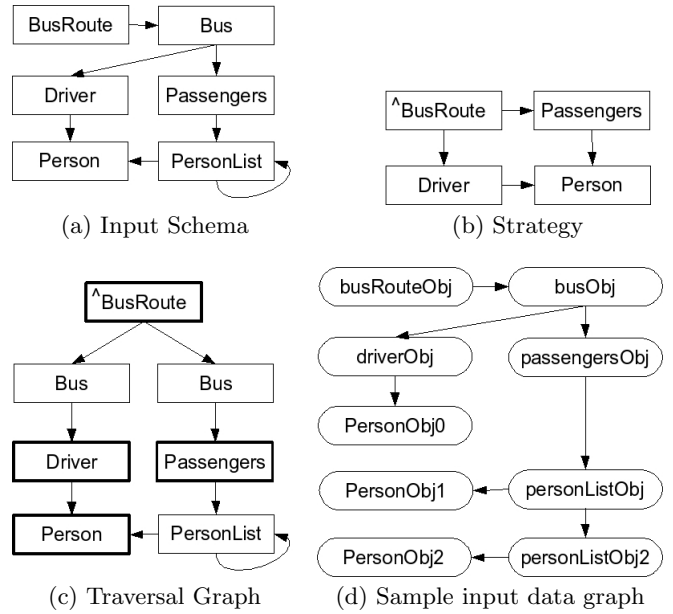 BusRoute
Bus
Driver
Passengers
Person
PersonList
(a) Input Schema
^BusRoute
Passengers
Driver
Person
(b) Strategy
^BusRoute
Bus
Bus
Driver
Passengers
Person
PersonList
(c) Traversal Graph
busRouteObj
busObj
driverObj
passengersObj
PersonObj0
PersonObj1
personListObj
PersonObj2
personListObj2
(d) Sample input data graph